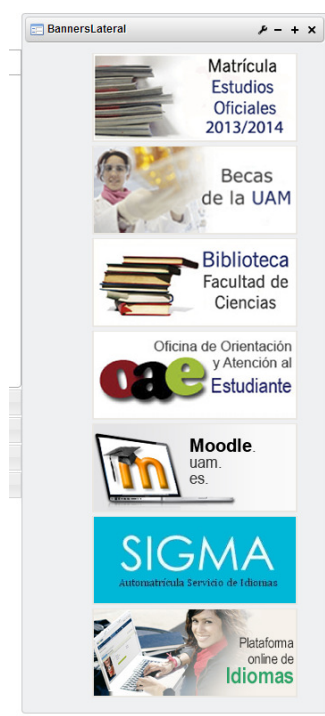 BannersLateral
Matrícula
Estudios
Oficiales
2013/2014
Becas
de la UAM
Biblioteca
Facultad de
Ciencias
Oficina de Orientación
y Atención al
oae
Estudiante
Moodle.
uam.
es.
m
SIGMA
Automatrícula Servicio de Idiomas
Plataforma
online de
Idiomas